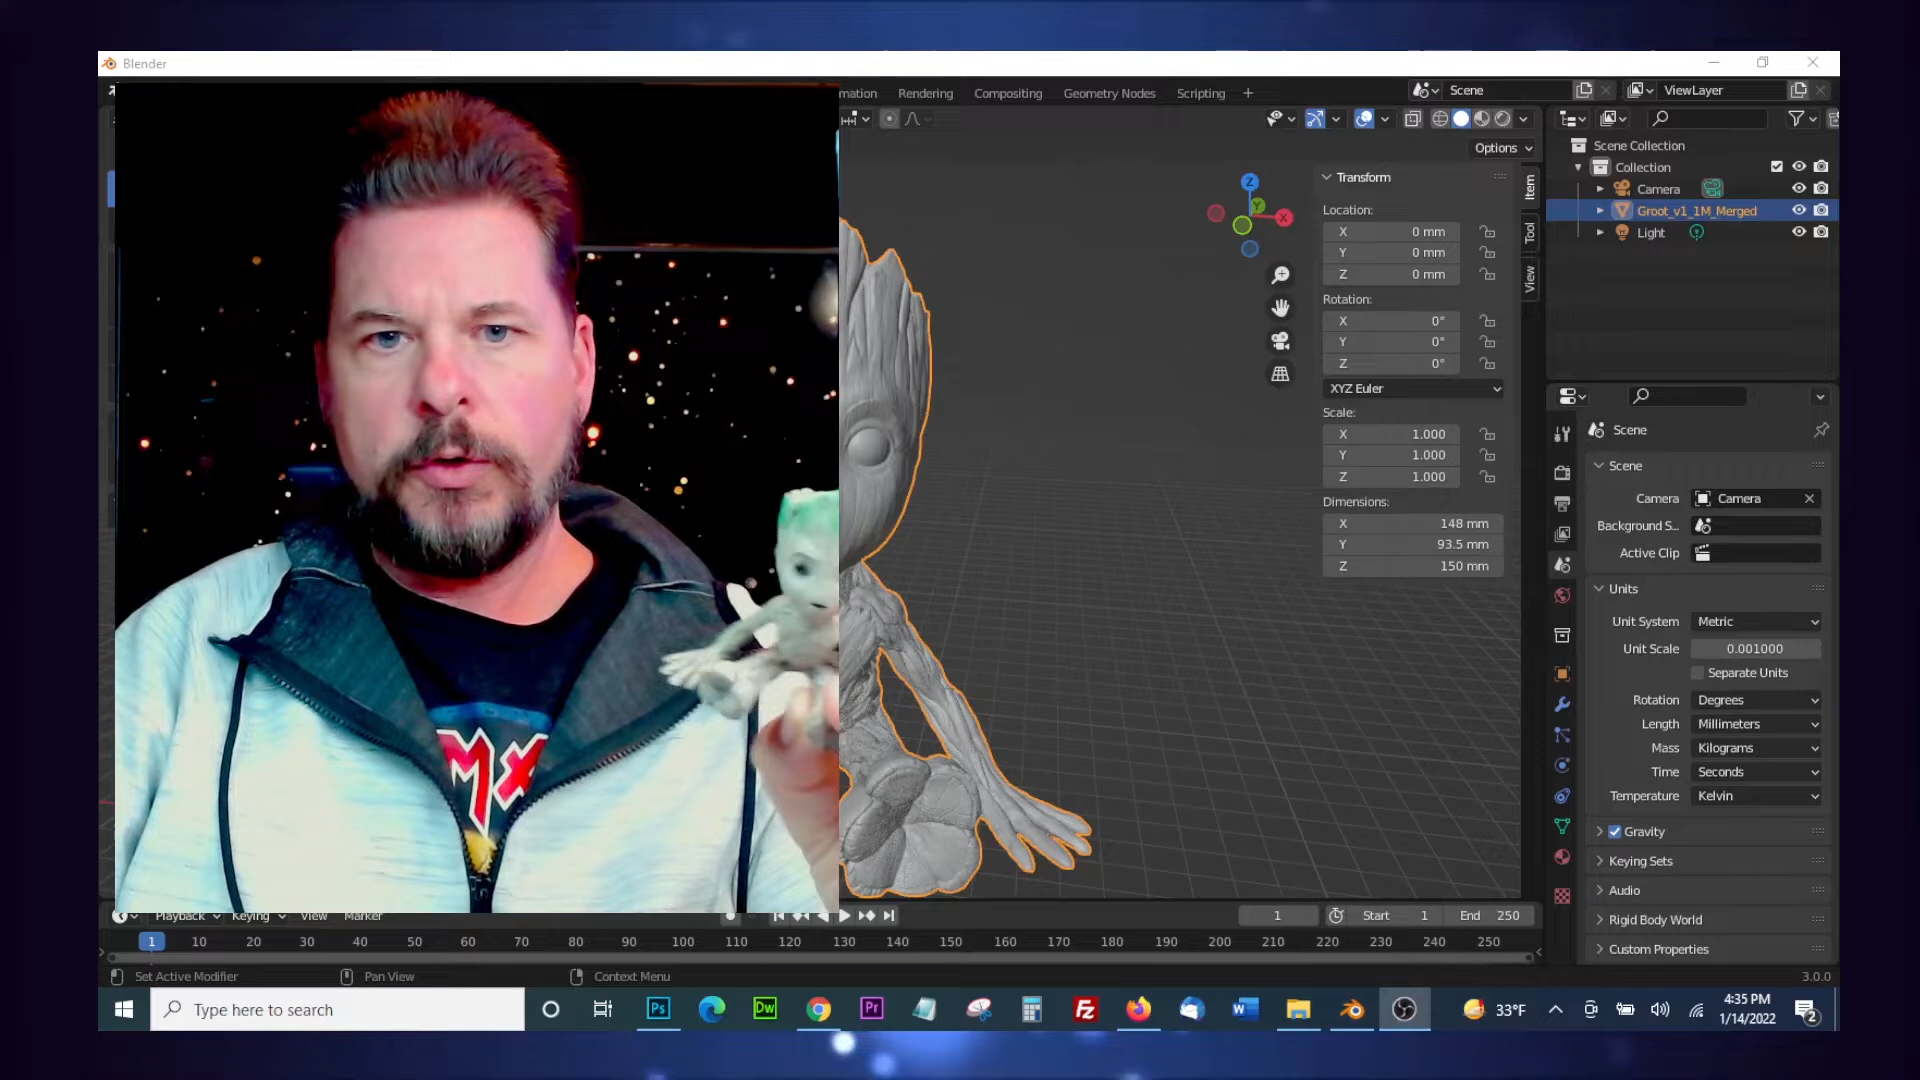 Blender
mation Rendering Compositing Geometry Nodes Scripting +
Scene
ViewLayer
Options
Transform
Location:
X 0 mm
Y 0 mm
Z 0 mm
Rotation:
X 0°
Y 0°
Z 0°
XYZ Euler
Scale:
X 1.000
Y 1.000
Z 1.000
Dimensions:
X 148 mm
Y 93.5 mm
Z 150 mm
Item
Tool
View
Z
Y
X
Scene Collection
Collection
Camera
Groot_v1_1M_Merged
Light
Scene
Scene
Camera Camera
Background S...
Active Clip
Units
Unit System Metric
Unit Scale 0.001000
Separate Units
Rotation Degrees
Length Millimeters
Mass Kilograms
Time Seconds
Temperature Kelvin
Gravity
Keying Sets
Audio
Rigid Body World
Custom Properties
MX
Playback Keying View Marker
1 Start 1 End 250
1 10 20 30 40 50 60 70 80 90 100 110 120 130 140 150 160 170 180 190 200 210 220 230 240 250
Set Active Modifier Pan View Context Menu 3.0.0
Type here to search
Ps
Dw
Pr
Fz
W
33°F
4:35 PM
1/14/2022
2